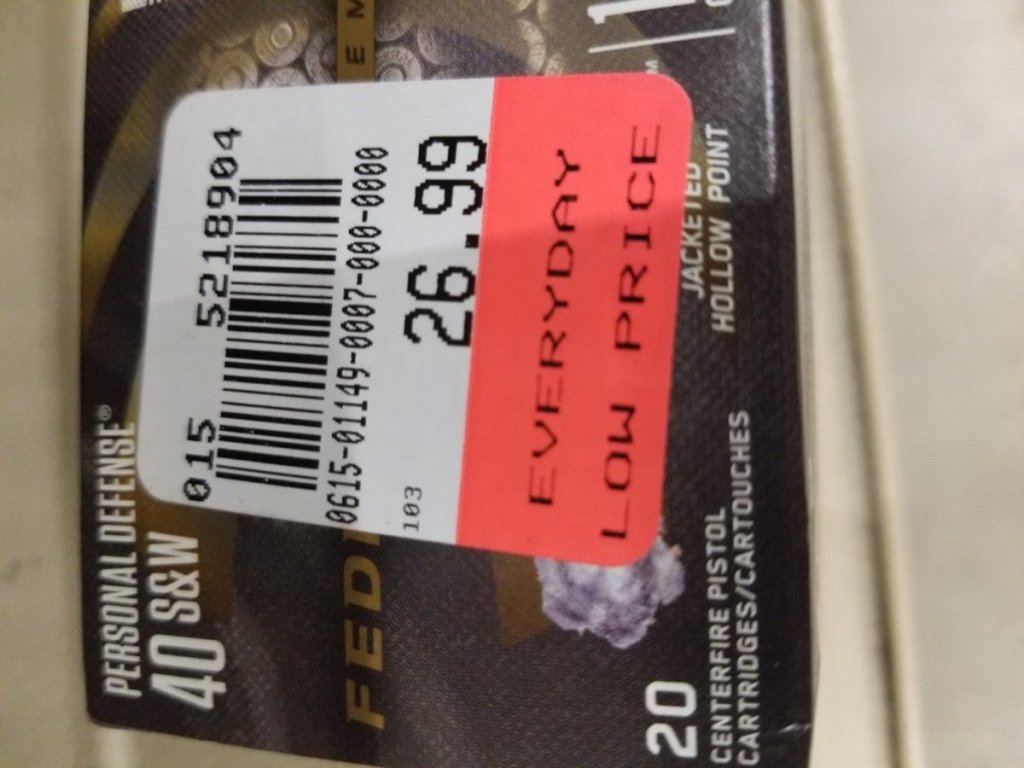 PERSONAL DEFENSE®
40 S&W
015 5218904
0615-01149-0007-000-0000
103 26.99
EVERYDAY
LOW PRICE
20
CENTERFIRE PISTOL
CARTRIDGES/CARTOUCHES
JACKETED
HOLLOW POINT